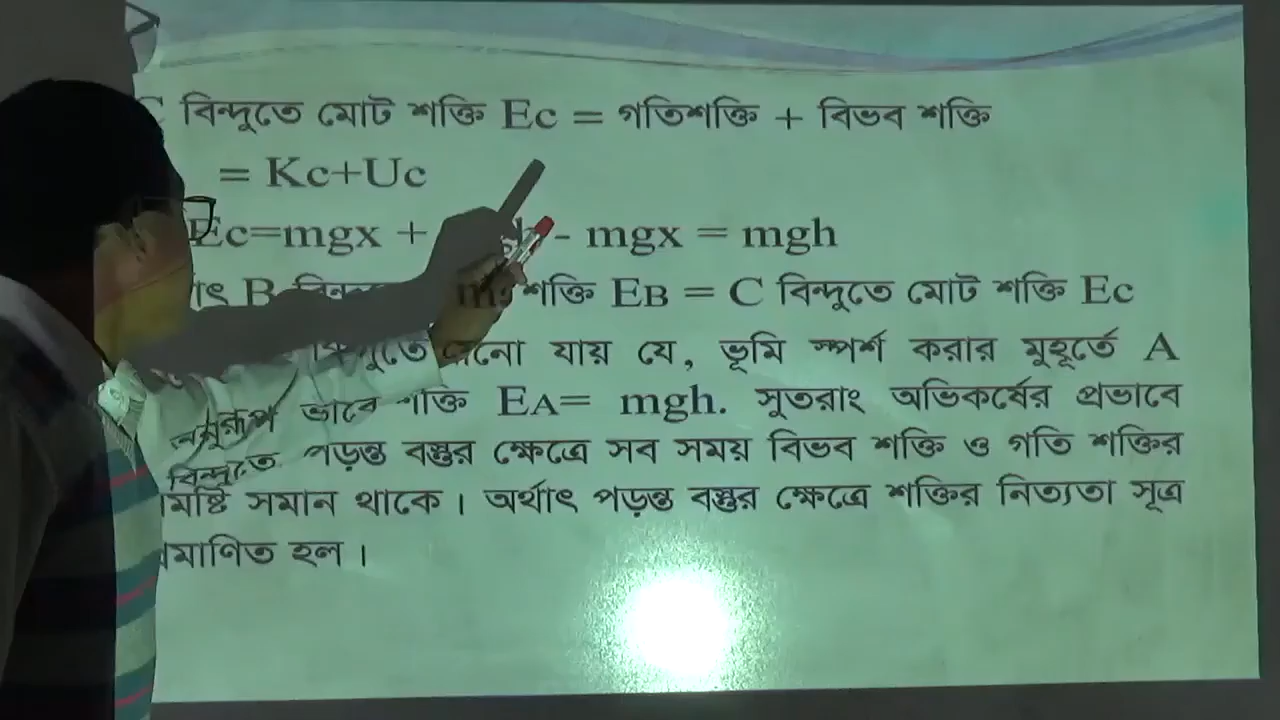 C বিন্দুতে মোট শক্তি Ec = গতিশক্তি + বিভব শক্তি
= Kc+Uc
Ec=mgx + - mgx = mgh
B শক্তি EB = C বিন্দুতে মোট শক্তি Ec
যায় যে, ভূমি স্পর্শ করার মুহূর্তে A
ভাবে শক্তি EA= mgh. সুতরাং অভিকর্ষের প্রভাবে
বিন্দুতে পড়ন্ত বস্তুর ক্ষেত্রে সব সময় বিভব শক্তি ও গতি শক্তির
সমান থাকে। অর্থাৎ পড়ন্ত বস্তুর ক্ষেত্রে শক্তির নিত্যতা সূত্র
হল।